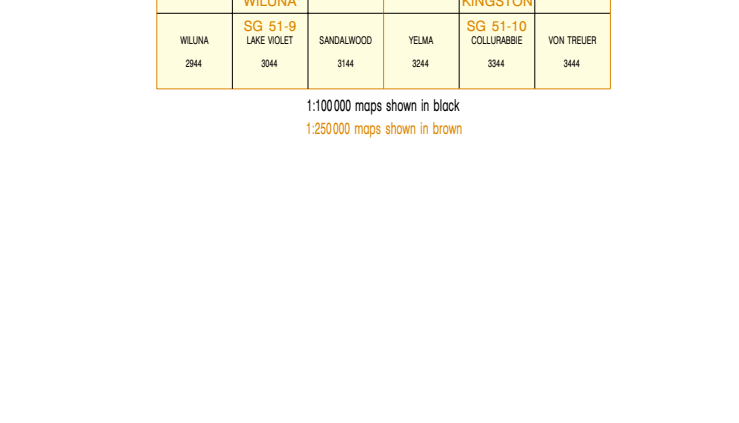 WILUNA KINGSTON
SG 51-9 SG 51-10
WILUNA LAKE VIOLET SANDALWOOD YELMA COLLURABBIE VON TREUER
2944 3044 3144 3244 3344 3444
1:100 000 maps shown in black
1:250 000 maps shown in brown